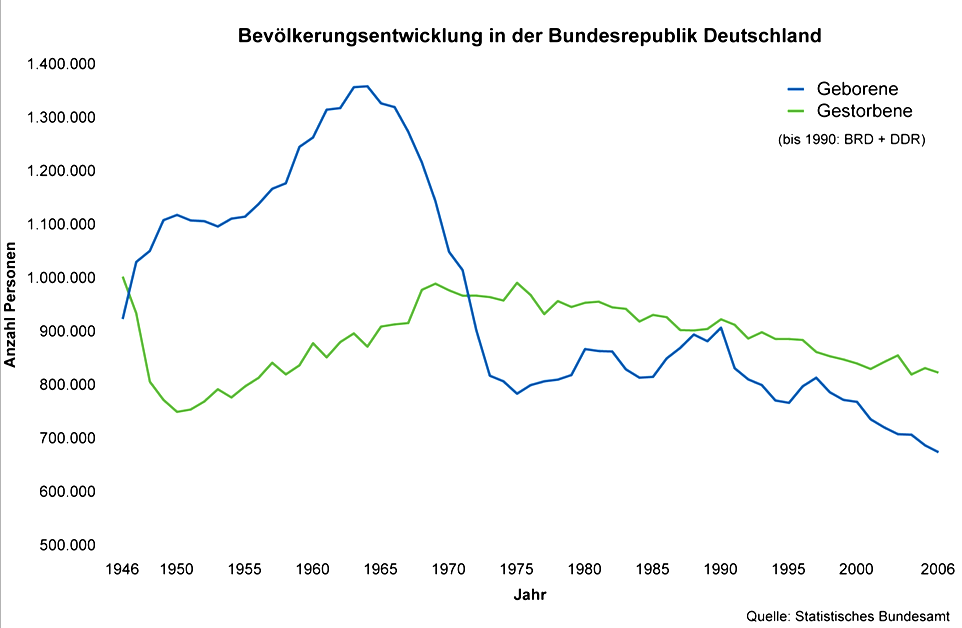 Bevölkerungsentwicklung in der Bundesrepublik Deutschland
1.400.000
1.300.000
1.200.000
1.100.000
1.000.000
900.000
800.000
700.000
600.000
500.000
Anzahl Personen
Geborene
Gestorbene
(bis 1990: BRD + DDR)
1946 1950 1955 1960 1965 1970 1975 1980 1985 1990 1995 2000 2006
Jahr
Quelle: Statistisches Bundesamt